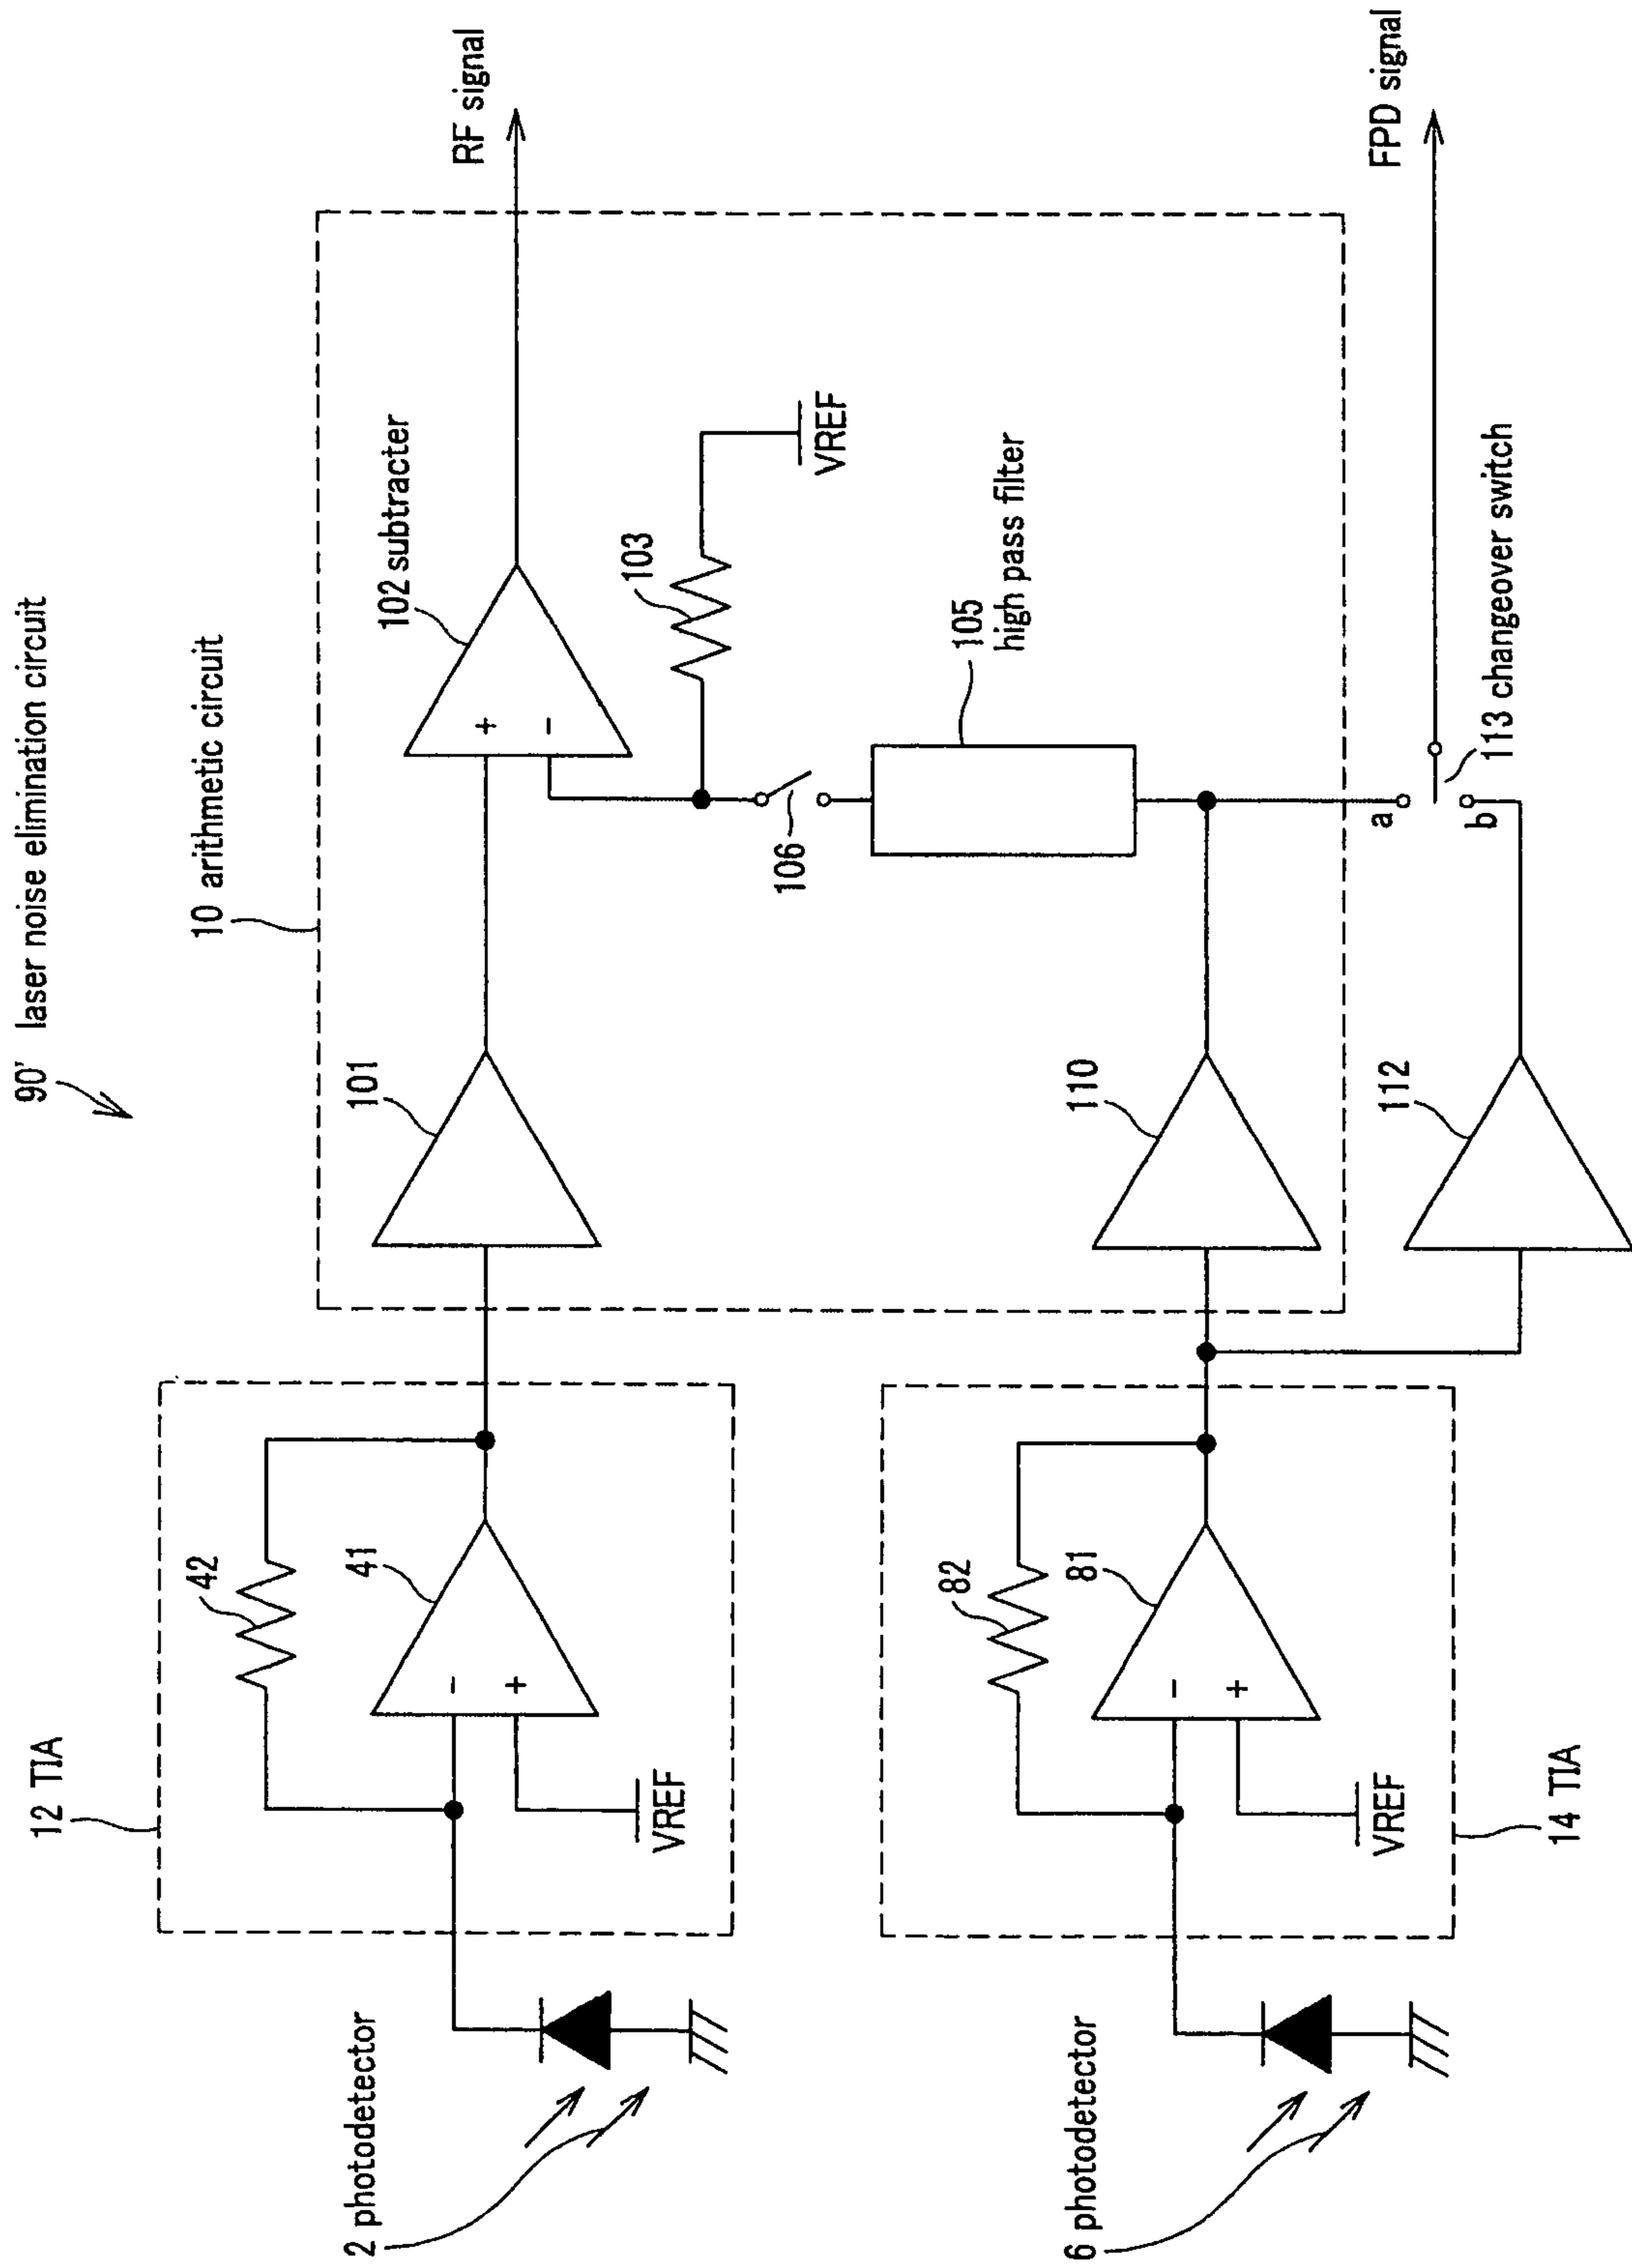 90' laser noise elimination circuit
10 arithmetic circuit
RF signal
102 subtracter
+
-
103
VREF
101
106
105
high pass filter
12 TIA
42
41
-
+
VREF
2 photodetector
110
FPD signal
a
b
113 changeover switch
112
82
81
-
+
VREF
14 TIA
6 photodetector